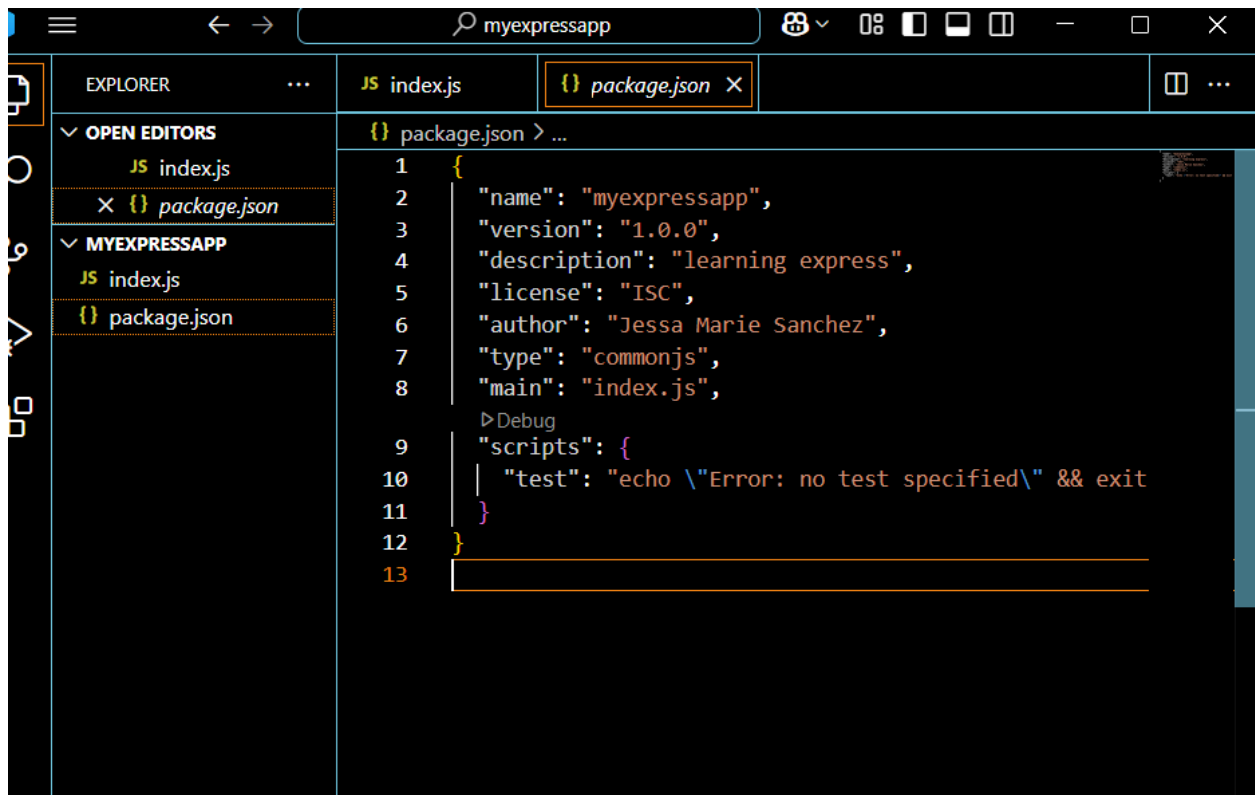 myexpressapp
EXPLORER ...
JS index.js
{} package.json
OPEN EDITORS
JS index.js
{} package.json
MYEXPRESSAPP
JS index.js
{} package.json
{} package.json > ...
1 {
2 "name": "myexpressapp",
3 "version": "1.0.0",
4 "description": "learning express",
5 "license": "ISC",
6 "author": "Jessa Marie Sanchez",
7 "type": "commonjs",
8 "main": "index.js",
Debug
9 "scripts": {
10 "test": "echo \"Error: no test specified\" && exit
11 }
12 }
13